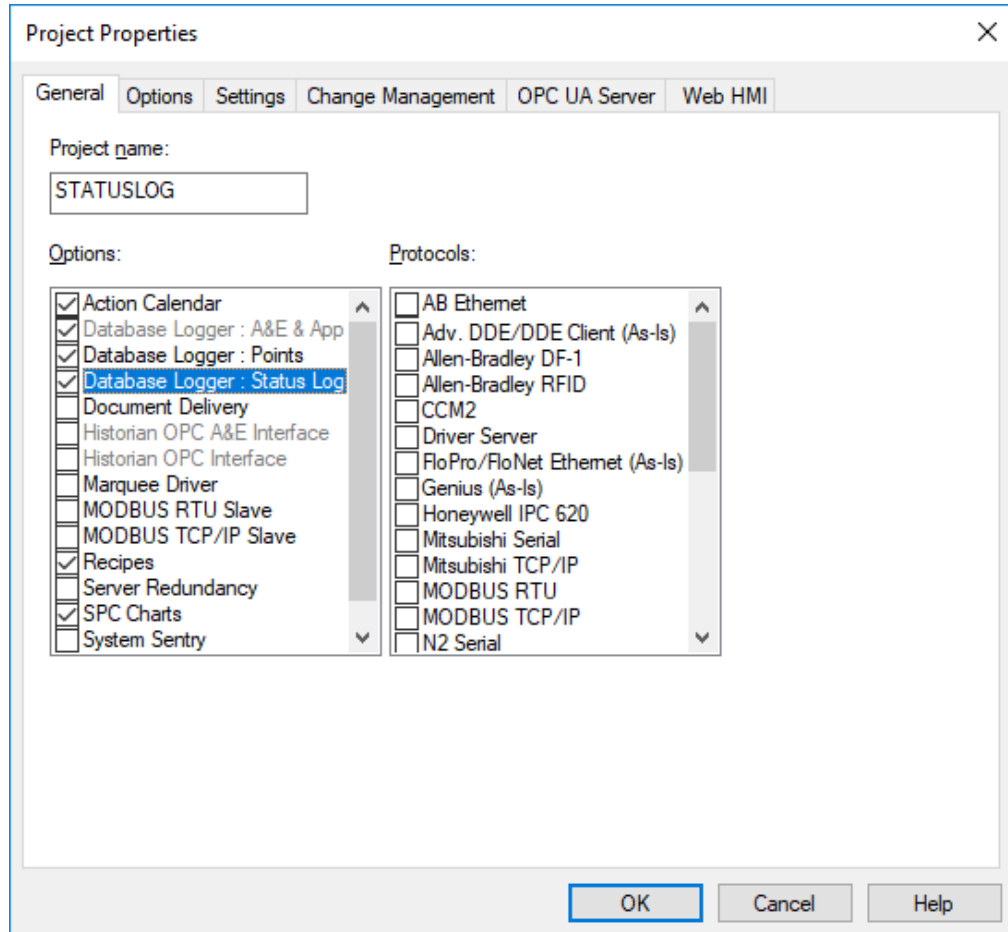 Project Properties
General Options Settings Change Management OPC UA Server Web HMI
Project name:
STATUSLOG
Options:
Action Calendar
Database Logger : A&E & App
Database Logger : Points
Database Logger : Status Log
Document Delivery
Historian OPC A&E Interface
Historian OPC Interface
Marquee Driver
MODBUS RTU Slave
MODBUS TCP/IP Slave
Recipes
Server Redundancy
SPC Charts
System Sentry
Protocols:
AB Ethernet
Adv. DDE/DDE Client (As-Is)
Allen-Bradley DF-1
Allen-Bradley RFID
CCM2
Driver Server
FloPro/FloNet Ethernet (As-Is)
Genius (As-Is)
Honeywell IPC 620
Mitsubishi Serial
Mitsubishi TCP/IP
MODBUS RTU
MODBUS TCP/IP
N2 Serial
OK Cancel Help